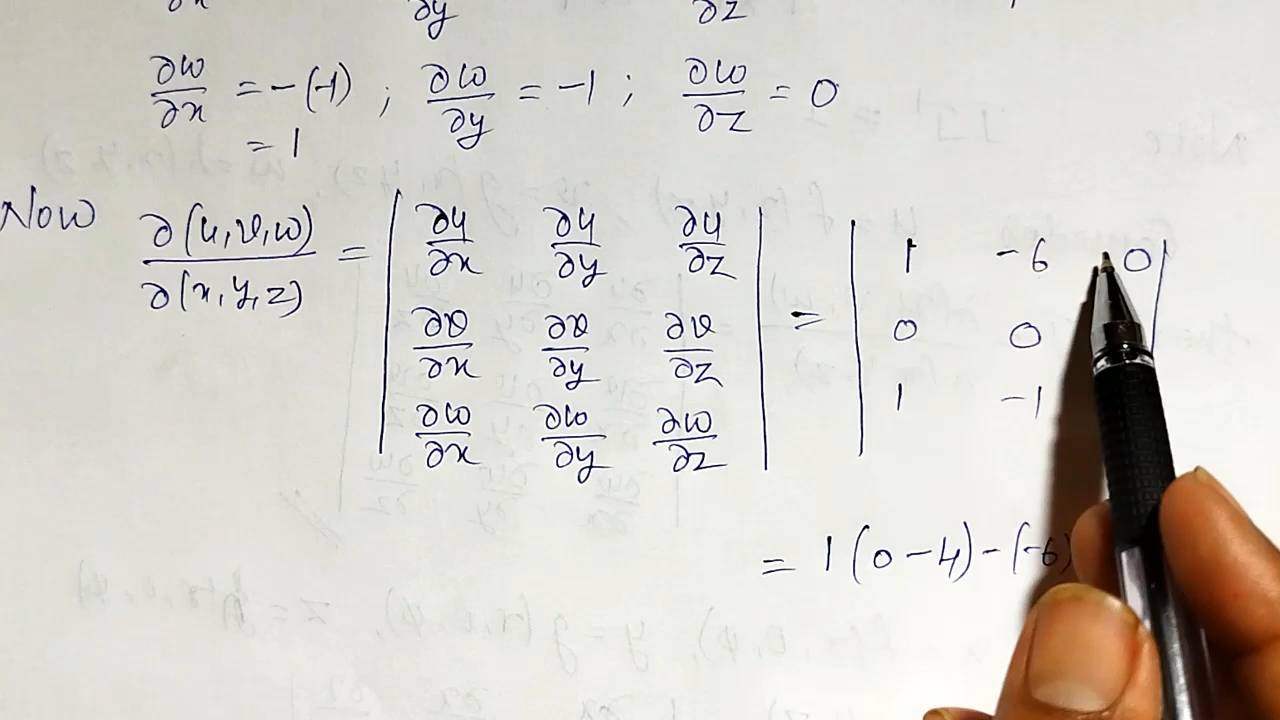 ∂x ∂y ∂z
∂w/∂x = -(-1) ; ∂w/∂y = -1 ; ∂w/∂z = 0
= 1
Now ∂(u,v,w)/∂(x,y,z) = | ∂u/∂x ∂u/∂y ∂u/∂z | = | 1 -6 0 |
| ∂v/∂x ∂v/∂y ∂v/∂z | | 0 0 |
| ∂w/∂x ∂w/∂y ∂w/∂z | | 1 -1
= 1(0-4)-(-6)